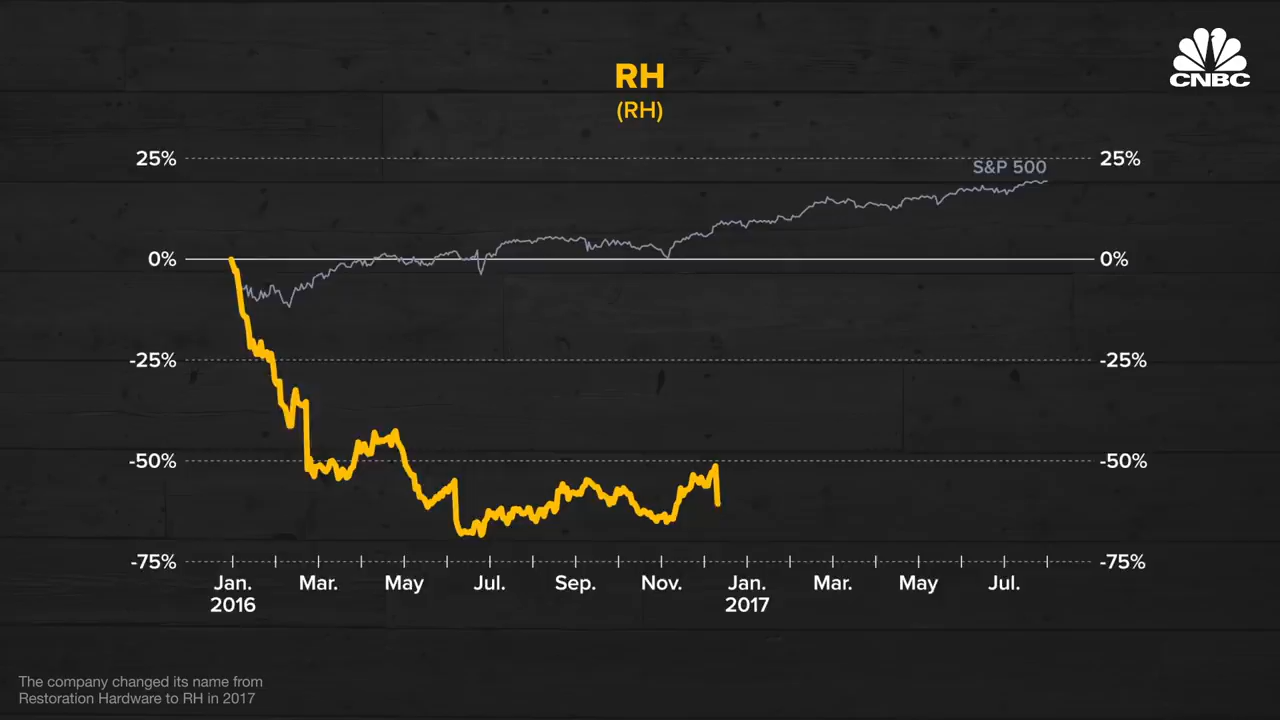 CNBC
RH
(RH)
25%
25%
S&P 500
0%
0%
-25%
-25%
-50%
-50%
-75%
-75%
Jan. Mar. May Jul. Sep. Nov. Jan. Mar. May Jul.
2016 2017
The company changed its name from
Restoration Hardware to RH in 2017